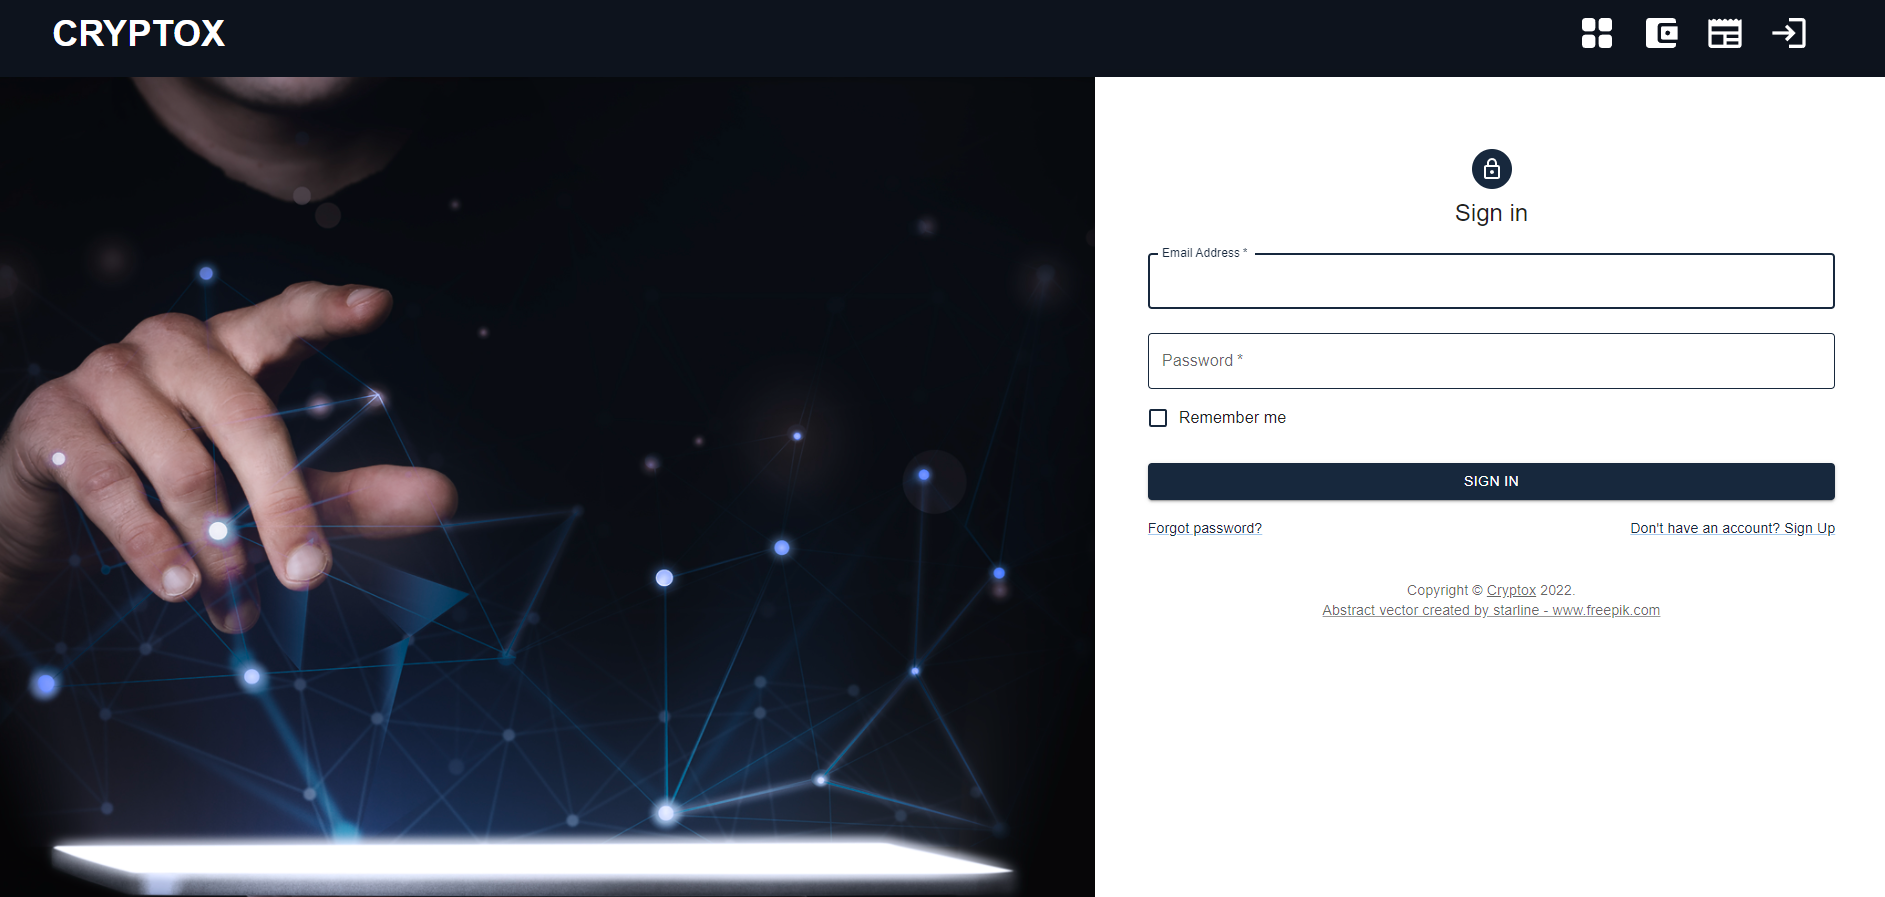 CRYPTOX
Sign in
Email Address *
Password *
Remember me
SIGN IN
Forgot password?
Don't have an account? Sign Up
Copyright © Cryptox 2022.
Abstract vector created by starline - www.freepik.com